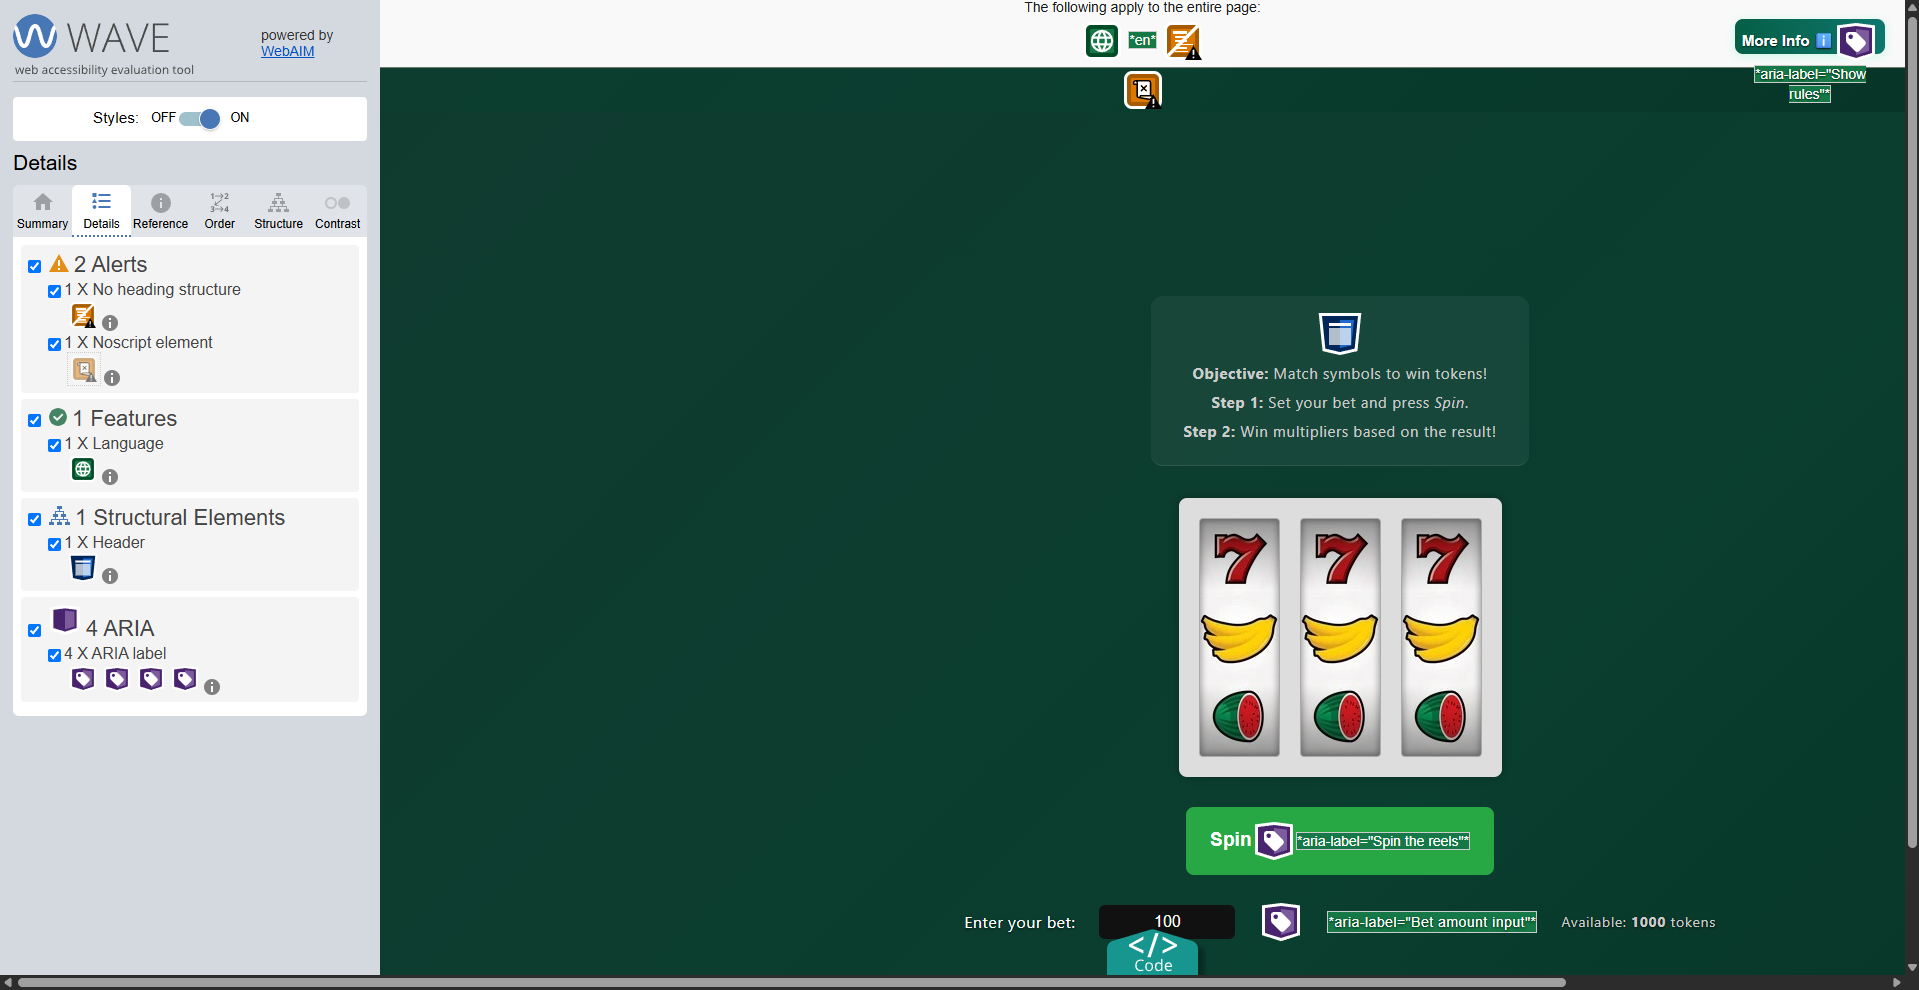 WAVE
powered by
WebAIM
web accessibility evaluation tool
Styles: OFF ON
Details
Summary Details Reference Order Structure Contrast
2 Alerts
1 X No heading structure
1 X Noscript element
1 Features
1 X Language
1 Structural Elements
1 X Header
4 ARIA
4 X ARIA label
The following apply to the entire page:
*en*
More Info
*aria-label="Show
rules"*
Objective: Match symbols to win tokens!
Step 1: Set your bet and press Spin.
Step 2: Win multipliers based on the result!
Spin *aria-label="Spin the reels"*
Enter your bet: 100 *aria-label="Bet amount input"* Available: 1000 tokens
</> Code